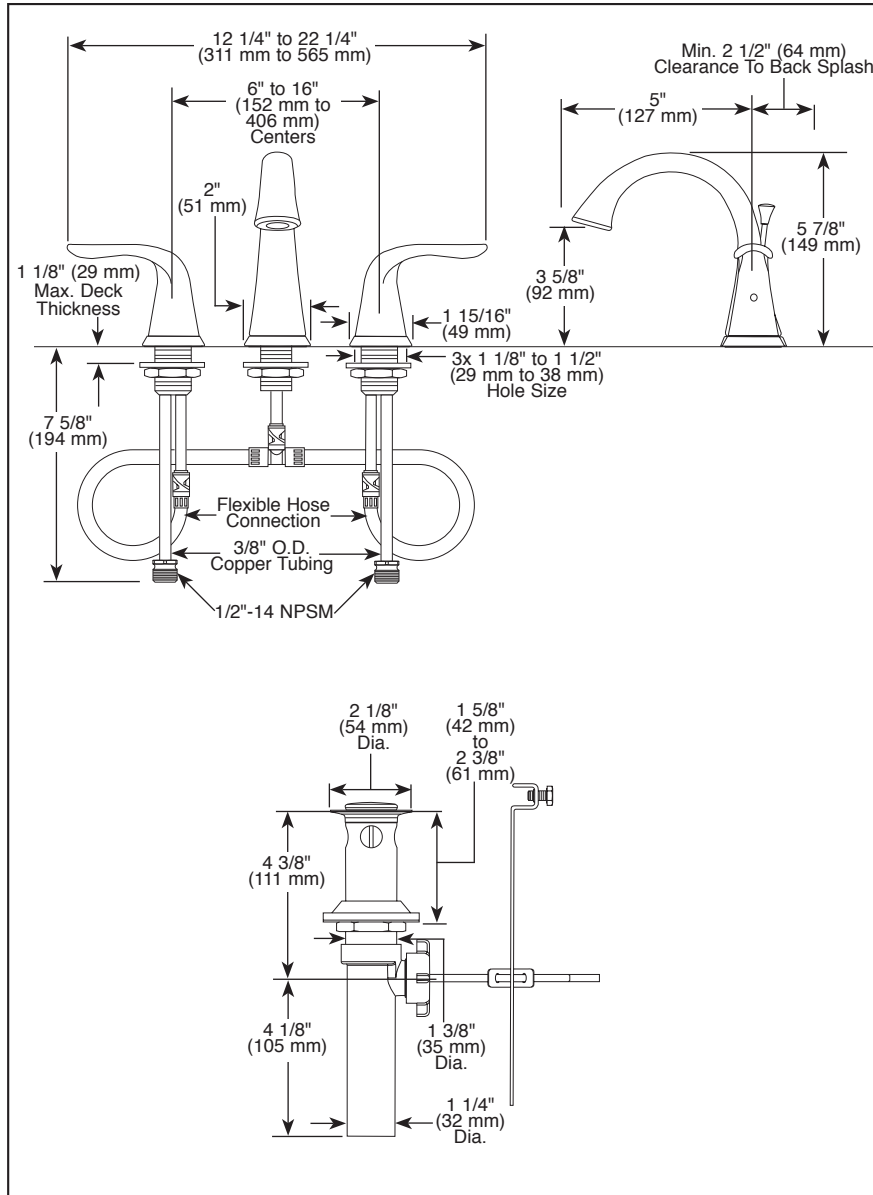 12 1/4" to 22 1/4"
(311 mm to 565 mm)
6" to 16"
(152 mm to
406 mm)
Centers
2"
(51 mm)
1 1/8" (29 mm)
Max. Deck
Thickness
1 15/16"
(49 mm)
3x 1 1/8" to 1 1/2"
(29 mm to 38 mm)
Hole Size
7 5/8"
(194 mm)
Flexible Hose
Connection
3/8" O.D.
Copper Tubing
1/2"-14 NPSM
Min. 2 1/2" (64 mm)
Clearance To Back Splash
5"
(127 mm)
5 7/8"
(149 mm)
3 5/8"
(92 mm)
2 1/8"
(54 mm)
Dia.
1 5/8"
(42 mm)
to
2 3/8"
(61 mm)
4 3/8"
(111 mm)
4 1/8"
(105 mm)
1 3/8"
(35 mm)
Dia.
1 1/4"
(32 mm)
Dia.